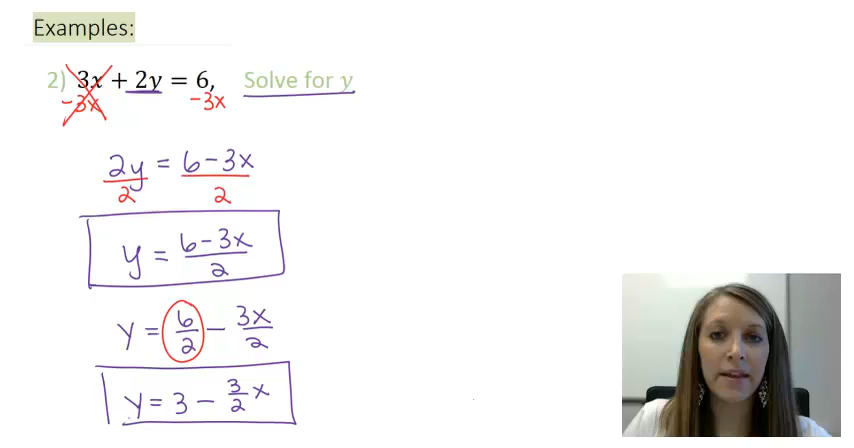 Examples:
2) 3x + 2y = 6, Solve for y
-3x -3x
2y = 6 - 3x
2 2
y = 6 - 3x
2
y = 6/2 - 3x/2
y = 3 - 3/2 x